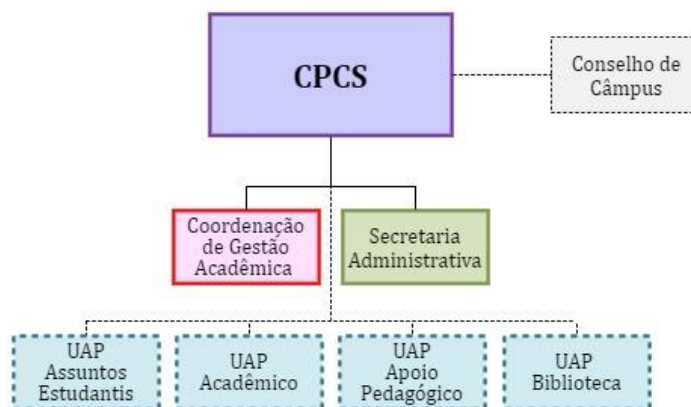 CPCS
Conselho de
Câmpus
Coordenação
de Gestão
Acadêmica
Secretaria
Administrativa
UAP
Assuntos
Estudantis
UAP
Acadêmico
UAP
Apoio
Pedagógico
UAP
Biblioteca